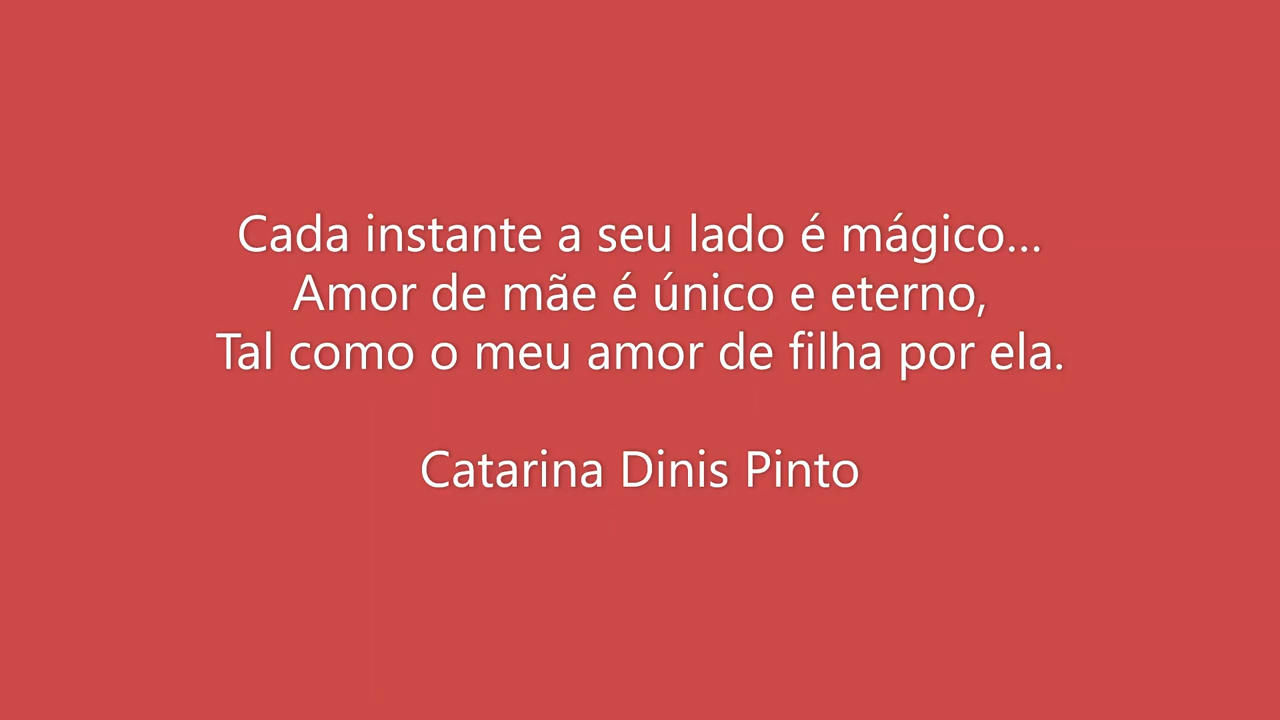 Cada instante a seu lado é mágico...
Amor de mãe é único e eterno,
Tal como o meu amor de filha por ela.
Catarina Dinis Pinto